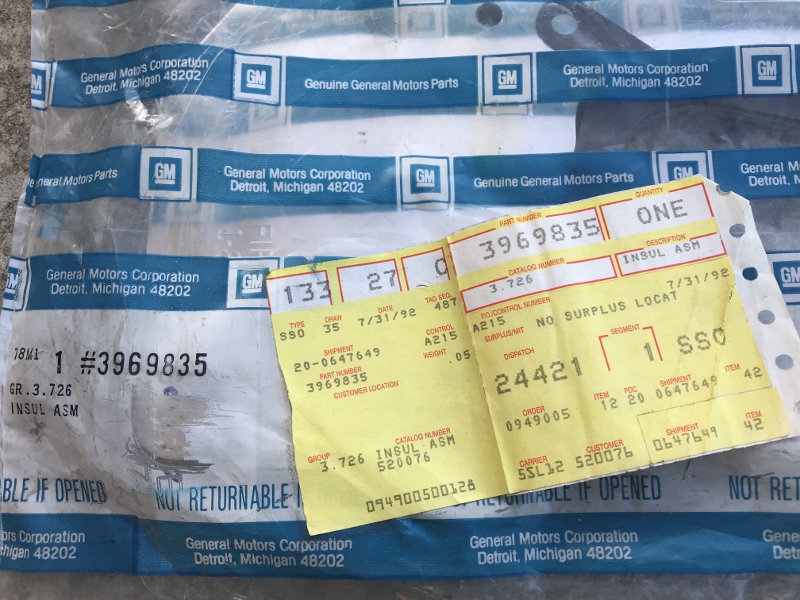 General Motors Corporation
Detroit, Michigan 48202
GM
Genuine General Motors Parts
GM
General Motors Corporation
Detroit, Michigan 48202
GM
General Motors Parts
GM
General Motors Corporation
Detroit, Michigan 48202
GM
Genuine General Motors Parts
GM
General Motors Corporation
Detroit, Michigan 48202
GM
78M1 1 #3969835
GR.3.726
INSUL ASM
133 27 0
TYPE DRAW DATE TAG SEQ.
SSO 35 7/31/92 487
SHIPMENT CONTROL
20-0647649 A215
PART NUMBER WEIGHT
3969835 .05
CUSTOMER LOCATION
GROUP CATALOG NUMBER
3.726 INSUL ASM
520076
094900500128
PART NUMBER QUANTITY
3969835 ONE
CATALOG NUMBER DESCRIPTION
3.726 INSUL ASM
P.O./CONTROL NUMBER 7/31/92
A215
SURPLUS/MIT NO SURPLUS LOCAT
DISPATCH SEGMENT
24421 1 SSO
ORDER ITEM PDC SHIPMENT ITEM
0949005 12 20 0647649 42
CARRIER CUSTOMER SHIPMENT ITEM
SSL12 520076 0647649 42
BLE IF OPENED NOT RETURNABLE IF OPENED NOT RET
General Motors Corporation
Detroit, Michigan 48202
General Motors Corporation
Detroit, Michigan 48202